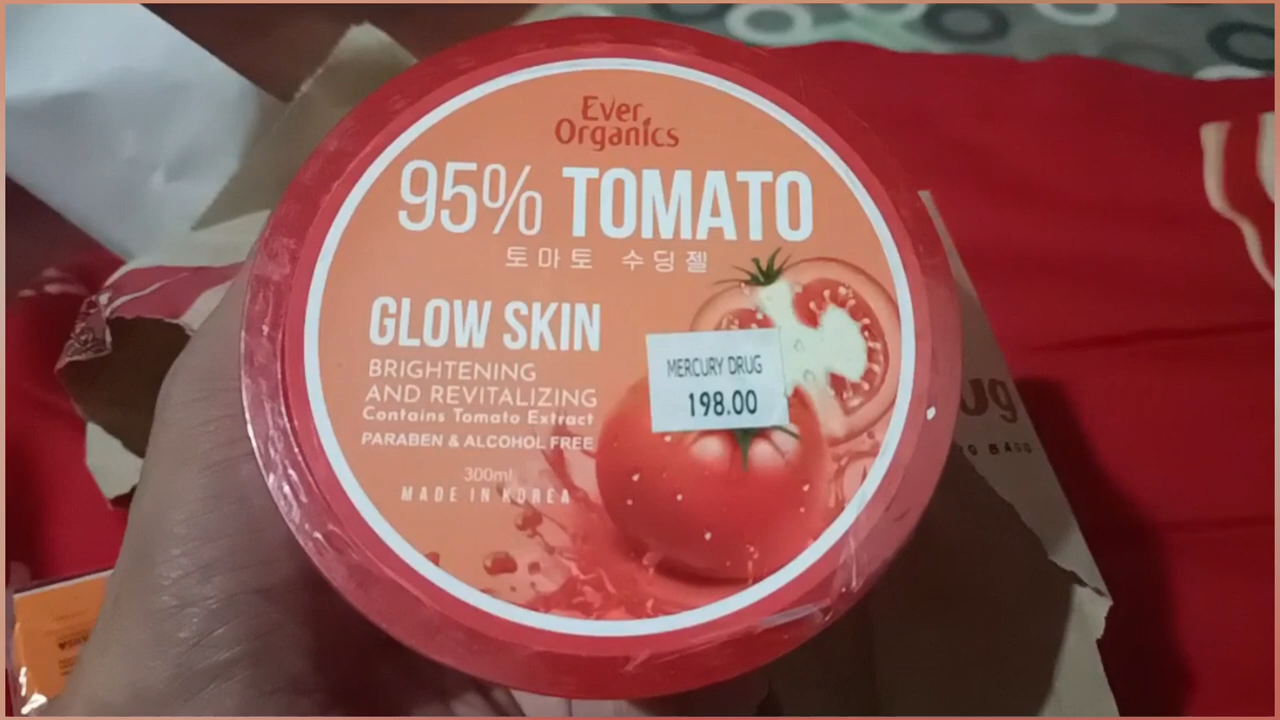 Ever
Organics
95% TOMATO
토마토 수딩젤
GLOW SKIN
BRIGHTENING
AND REVITALIZING
Contains Tomato Extract
PARABEN & ALCOHOL FREE
300ml
MADE IN KOREA
MERCURY DRUG
198.00
ug